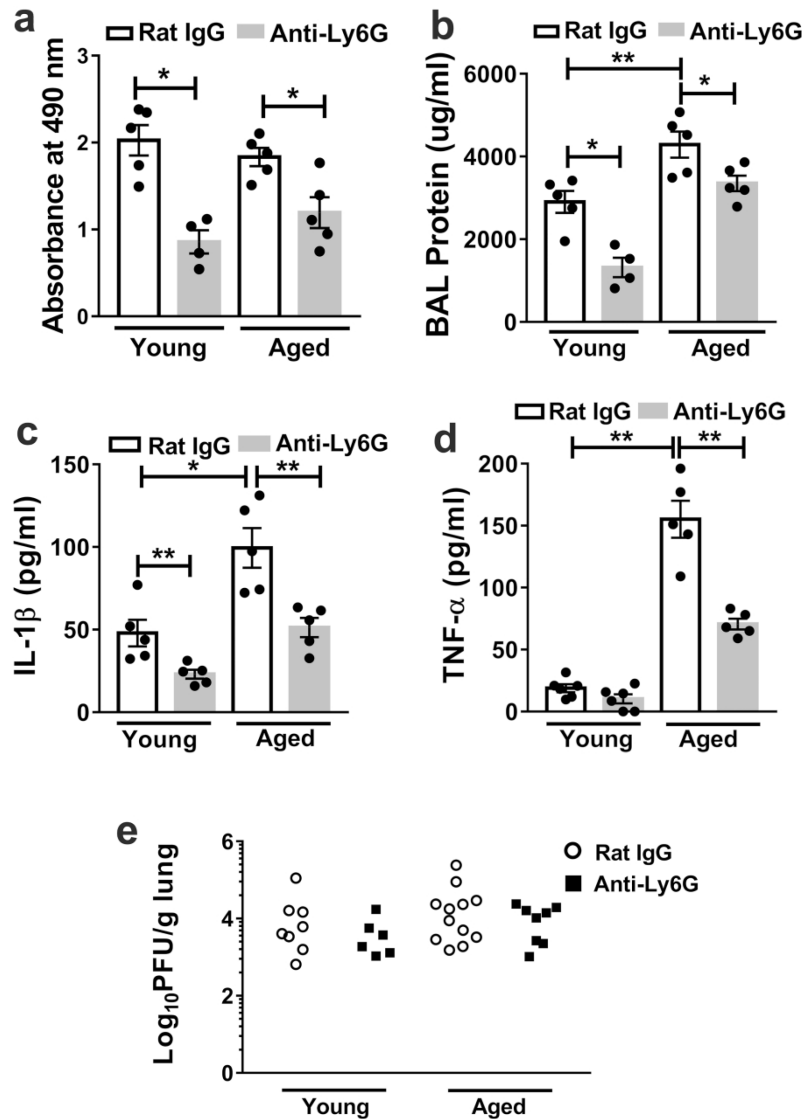 a
Rat IgG Anti-Ly6G
Absorbance at 490 nm
3
2
1
0
* *
Young Aged
b
Rat IgG Anti-Ly6G
BAL Protein (ug/ml)
6000
4000
2000
0
**
* *
Young Aged
c
Rat IgG Anti-Ly6G
IL-1β (pg/ml)
150
100
50
0
* **
**
Young Aged
d
Rat IgG Anti-Ly6G
TNF-α (pg/ml)
200
150
100
50
0
** **
Young Aged
e
Log₁₀PFU/g lung
6
4
2
0
Rat IgG
Anti-Ly6G
Young Aged